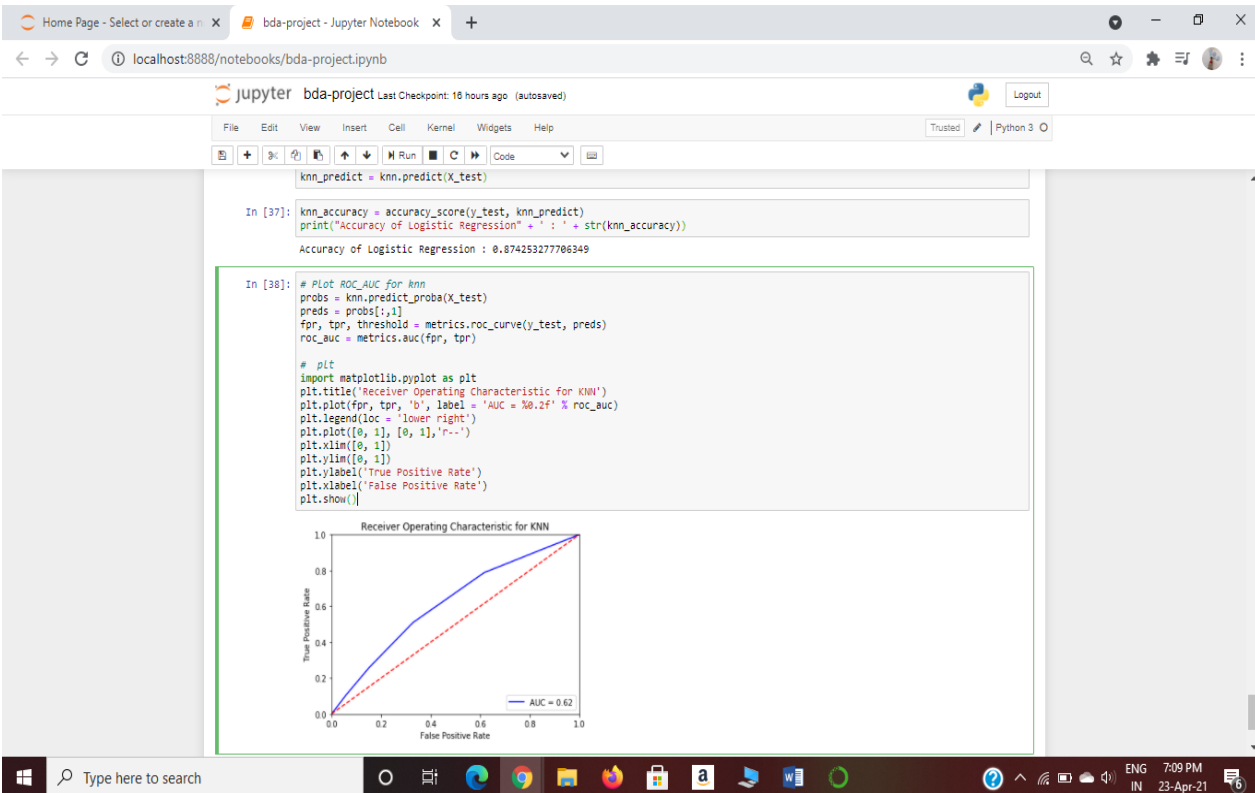 Home Page - Select or create a n
bda-project - Jupyter Notebook
localhost:8888/notebooks/bda-project.ipynb
jupyter bda-project Last Checkpoint: 16 hours ago (autosaved)
Logout
File Edit View Insert Cell Kernel Widgets Help
Trusted Python 3
Run Code
knn_predict = knn.predict(X_test)
In [37]: knn_accuracy = accuracy_score(y_test, knn_predict)
print("Accuracy of Logistic Regression" + ' : ' + str(knn_accuracy))
Accuracy of Logistic Regression : 0.874253277706349
In [38]: # Plot ROC_AUC for knn
probs = knn.predict_proba(X_test)
preds = probs[:,1]
fpr, tpr, threshold = metrics.roc_curve(y_test, preds)
roc_auc = metrics.auc(fpr, tpr)
# plt
import matplotlib.pyplot as plt
plt.title('Receiver Operating Characteristic for KNN')
plt.plot(fpr, tpr, 'b', label = 'AUC = %0.2f' % roc_auc)
plt.legend(loc = 'lower right')
plt.plot([0, 1], [0, 1],'r--')
plt.xlim([0, 1])
plt.ylim([0, 1])
plt.ylabel('True Positive Rate')
plt.xlabel('False Positive Rate')
plt.show()
Receiver Operating Characteristic for KNN
1.0
0.8
0.6
0.4
0.2
0.0
True Positive Rate
AUC = 0.62
0.0 0.2 0.4 0.6 0.8 1.0
False Positive Rate
Type here to search
a
W
ENG
IN
7:09 PM
23-Apr-21
6